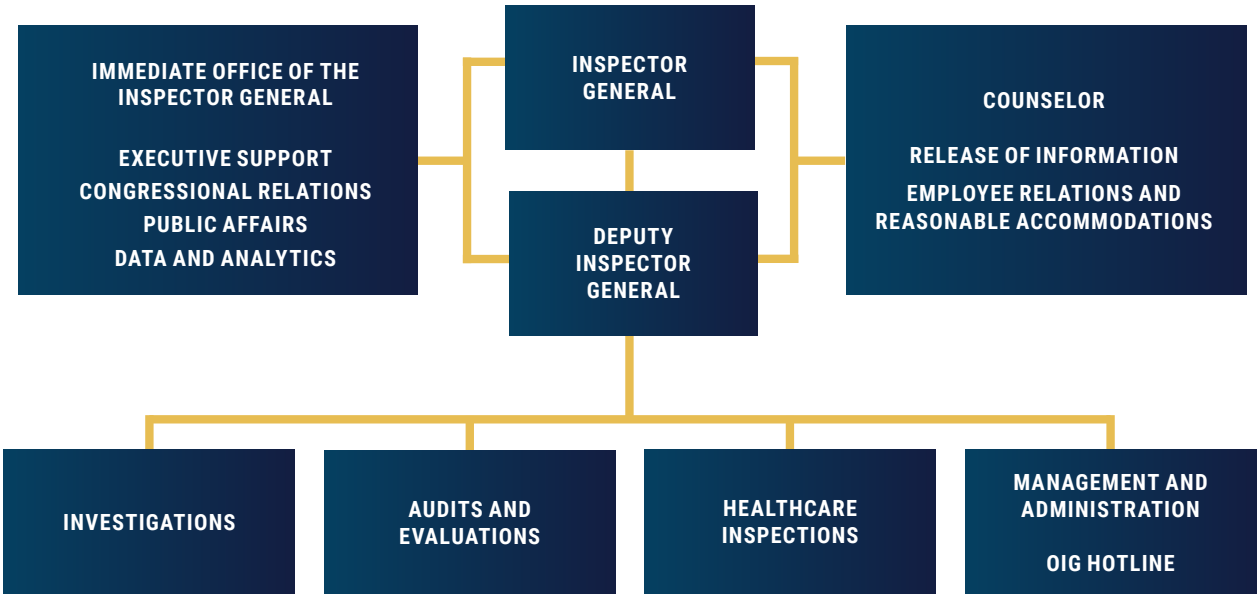 IMMEDIATE OFFICE OF THE
INSPECTOR GENERAL
EXECUTIVE SUPPORT
CONGRESSIONAL RELATIONS
PUBLIC AFFAIRS
DATA AND ANALYTICS
INSPECTOR
GENERAL
DEPUTY
INSPECTOR
GENERAL
COUNSELOR
RELEASE OF INFORMATION
EMPLOYEE RELATIONS AND
REASONABLE ACCOMMODATIONS
INVESTIGATIONS
AUDITS AND
EVALUATIONS
HEALTHCARE
INSPECTIONS
MANAGEMENT AND
ADMINISTRATION
OIG HOTLINE